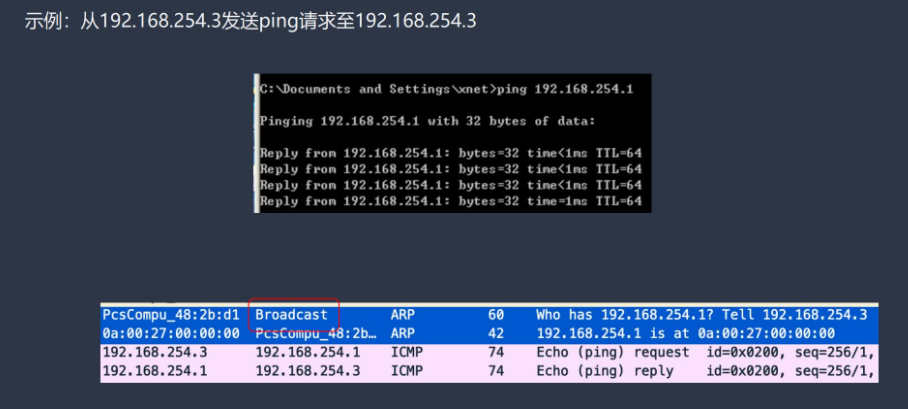 示例：从192.168.254.3发送ping请求至192.168.254.3
C:\Documents and Settings\xnet>ping 192.168.254.1
Pinging 192.168.254.1 with 32 bytes of data:
Reply from 192.168.254.1: bytes=32 time<1ms TTL=64
Reply from 192.168.254.1: bytes=32 time<1ms TTL=64
Reply from 192.168.254.1: bytes=32 time<1ms TTL=64
Reply from 192.168.254.1: bytes=32 time=1ms TTL=64
PcsCompu_48:2b:d1 Broadcast ARP 60 Who has 192.168.254.1? Tell 192.168.254.3
0a:00:27:00:00:00 PcsCompu_48:2b… ARP 42 192.168.254.1 is at 0a:00:27:00:00:00
192.168.254.3 192.168.254.1 ICMP 74 Echo (ping) request id=0x0200, seq=256/1,
192.168.254.1 192.168.254.3 ICMP 74 Echo (ping) reply id=0x0200, seq=256/1,